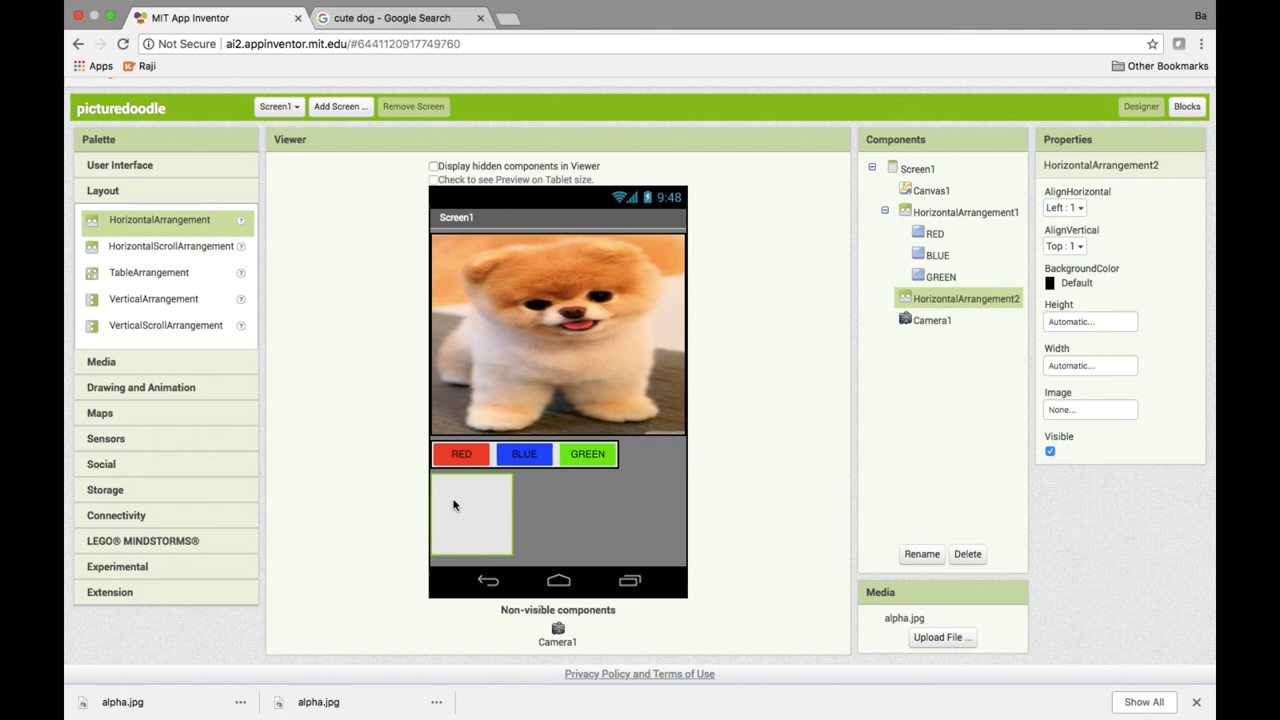 MIT App Inventor
cute dog - Google Search
Ba
Not Secure
ai2.appinventor.mit.edu/#6441120917749760
Apps
Raji
Other Bookmarks
picturedoodle
Screen1
Add Screen ...
Remove Screen
Designer
Blocks
Palette
User Interface
Layout
HorizontalArrangement
HorizontalScrollArrangement
TableArrangement
VerticalArrangement
VerticalScrollArrangement
Media
Drawing and Animation
Maps
Sensors
Social
Storage
Connectivity
LEGO® MINDSTORMS®
Experimental
Extension
Viewer
Display hidden components in Viewer
Check to see Preview on Tablet size.
9:48
Screen1
RED
BLUE
GREEN
Non-visible components
Camera1
Components
Screen1
Canvas1
HorizontalArrangement1
RED
BLUE
GREEN
HorizontalArrangement2
Camera1
Rename
Delete
Media
alpha.jpg
Upload File ...
Properties
HorizontalArrangement2
AlignHorizontal
Left : 1
AlignVertical
Top : 1
BackgroundColor
Default
Height
Automatic...
Width
Automatic...
Image
None...
Visible
Privacy Policy and Terms of Use
alpha.jpg
alpha.jpg
Show All